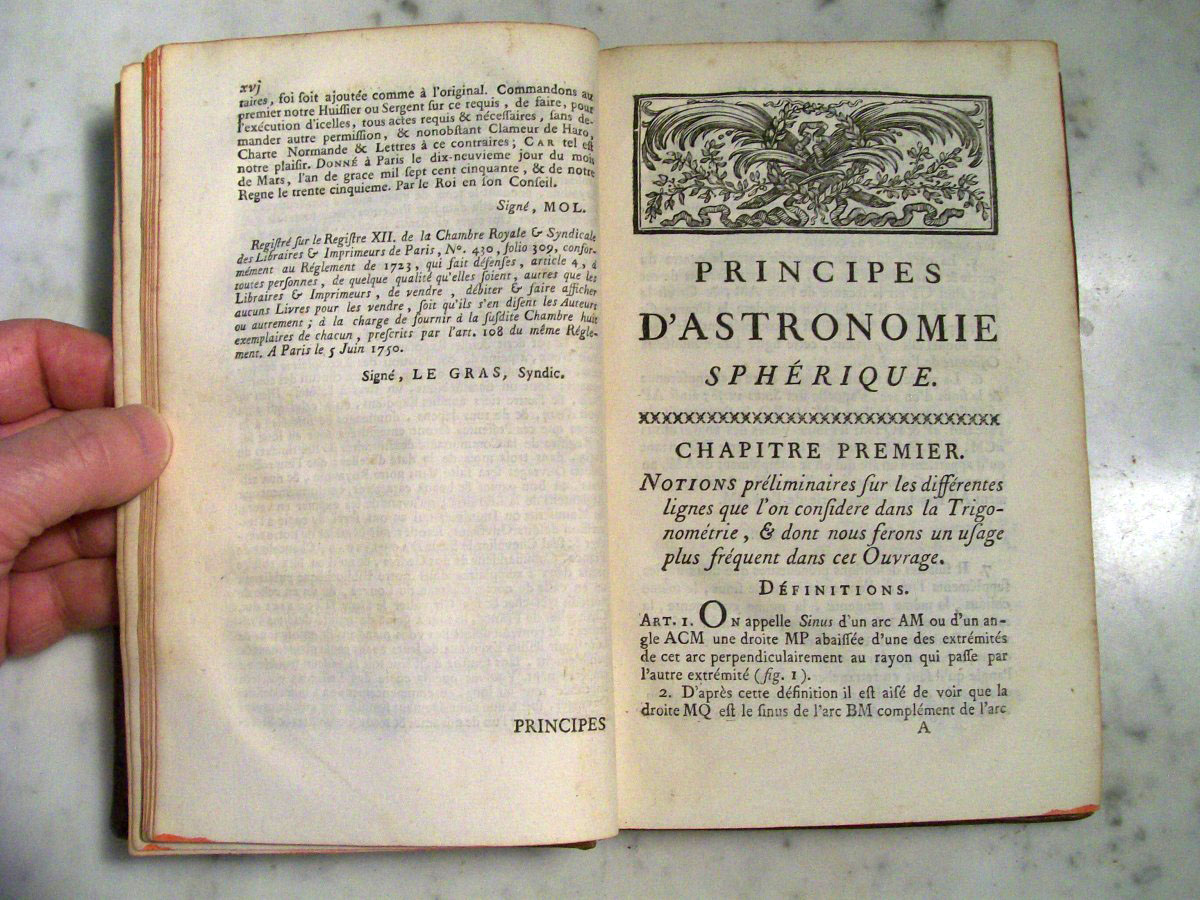 xvj
taires, foi ſoit ajoutée comme à l'original. Commandons au
premier notre Huiſſier ou Sergent ſur ce requis, de faire, pour
l'exécution d'icelles, tous actes requis & néceſſaires, ſans de-
mander autre permiſſion, & nonobſtant Clameur de Haro,
Charte Normande & Lettres à ce contraires; CAR tel eſt
notre plaiſir. DONNÉ à Paris le dix-neuvieme jour du mois
de Mars, l'an de grace mil ſept cent cinquante, & de notre
Regne le trente cinquieme. Par le Roi en ſon Conſeil.
Signé, MOL.
Regiſtré ſur le Regiſtre XII. de la Chambre Royale & Syndicale
des Libraires & Imprimeurs de Paris, N°. 430, folio 309, confor-
mément au Réglement de 1723, qui fait défenſes, article 4, à
toutes perſonnes, de quelque qualité qu'elles ſoient, autres que les
Libraires & Imprimeurs, de vendre, débiter & faire afficher
aucuns Livres pour les vendre, ſoit qu'ils s'en diſent les Auteurs
ou autrement; à la charge de fournir à la ſuſdite Chambre huit
exemplaires de chacun, preſcrits par l'art. 108 du même Régle-
ment. A Paris le 5 Juin 1750.
Signé, LE GRAS, Syndic.
PRINCIPES
PRINCIPES
D'ASTRONOMIE
SPHÉRIQUE.
CHAPITRE PREMIER.
NOTIONS préliminaires ſur les différentes
lignes que l'on conſidere dans la Trigo-
nométrie, & dont nous ferons un uſage
plus fréquent dans cet Ouvrage.
DÉFINITIONS.
ART. 1. ON appelle Sinus d'un arc AM ou d'un an-
gle ACM une droite MP abaiſſée d'une des extrémités
de cet arc perpendiculairement au rayon qui paſſe par
l'autre extrémité (fig. 1).
2. D'après cette définition il eſt aiſé de voir que la
droite MQ eſt le ſinus de l'arc BM complément de l'arc
A